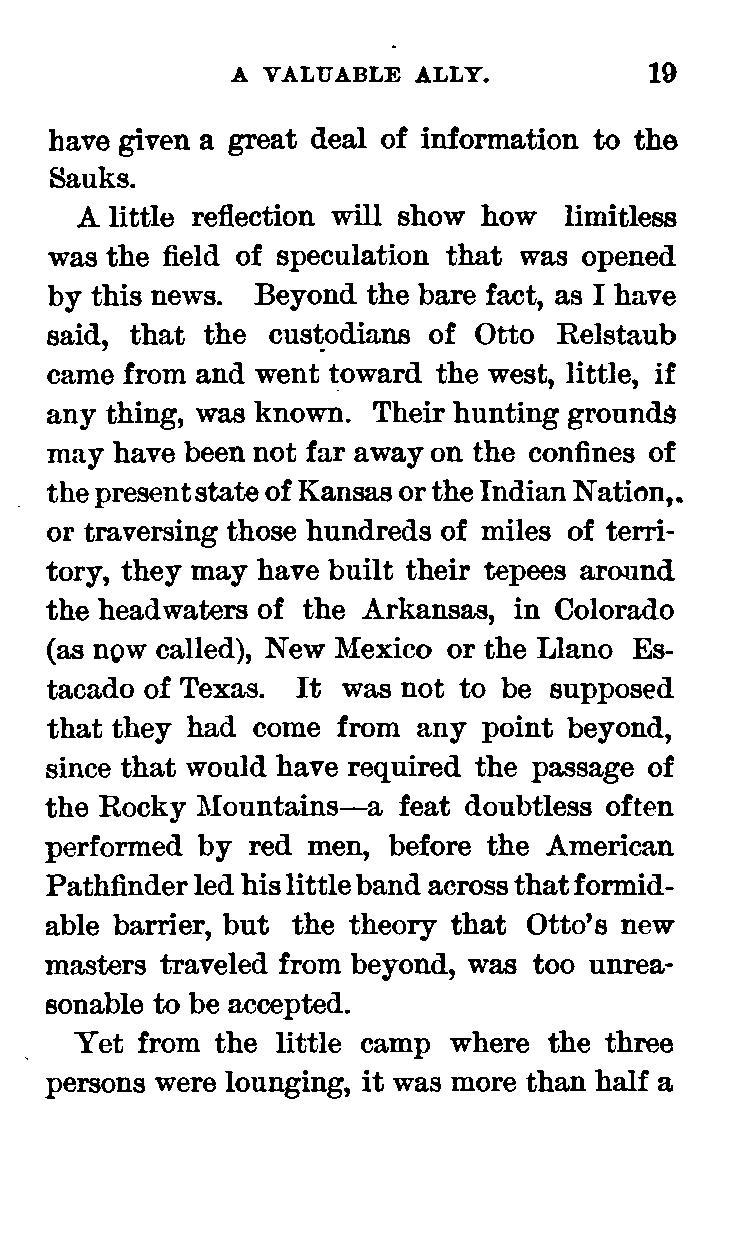 A VALUABLE ALLY. 19
have given a great deal of information to the
Sauks.
A little reflection will show how limitless
was the field of speculation that was opened
by this news. Beyond the bare fact, as I have
said, that the custodians of Otto Relstaub
came from and went toward the west, little, if
any thing, was known. Their hunting grounds
may have been not far away on the confines of
the present state of Kansas or the Indian Nation,.
or traversing those hundreds of miles of terri-
tory, they may have built their tepees around
the headwaters of the Arkansas, in Colorado
(as now called), New Mexico or the Llano Es-
tacado of Texas. It was not to be supposed
that they had come from any point beyond,
since that would have required the passage of
the Rocky Mountains—a feat doubtless often
performed by red men, before the American
Pathfinder led his little band across that formid-
able barrier, but the theory that Otto's new
masters traveled from beyond, was too unrea-
sonable to be accepted.
Yet from the little camp where the three
persons were lounging, it was more than half a